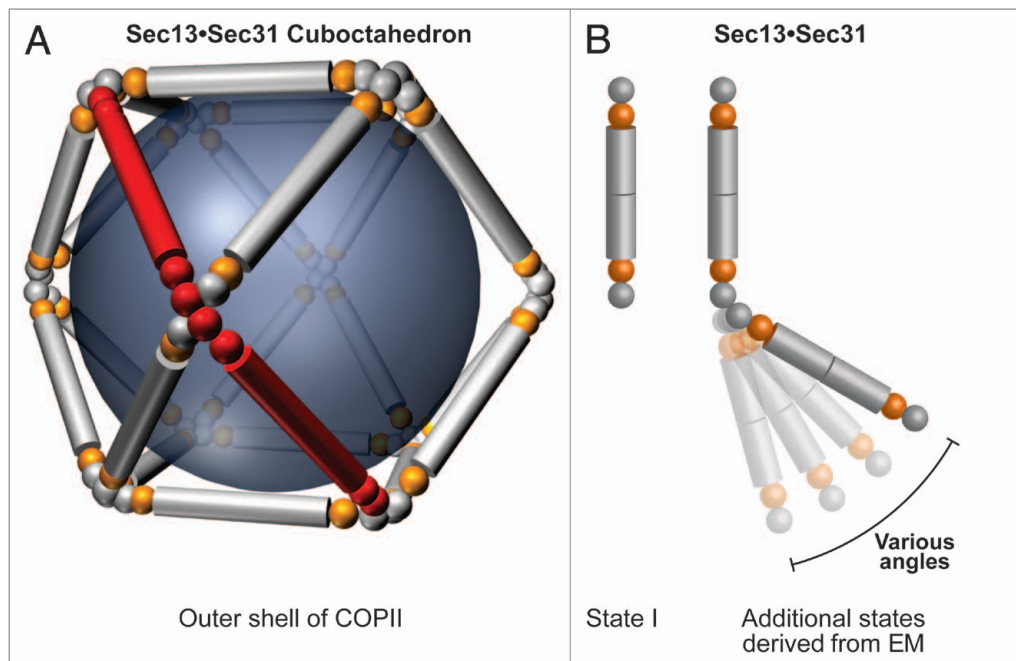 A
Sec13•Sec31 Cuboctahedron
Outer shell of COPII
B
Sec13•Sec31
Various
angles
State I
Additional states
derived from EM